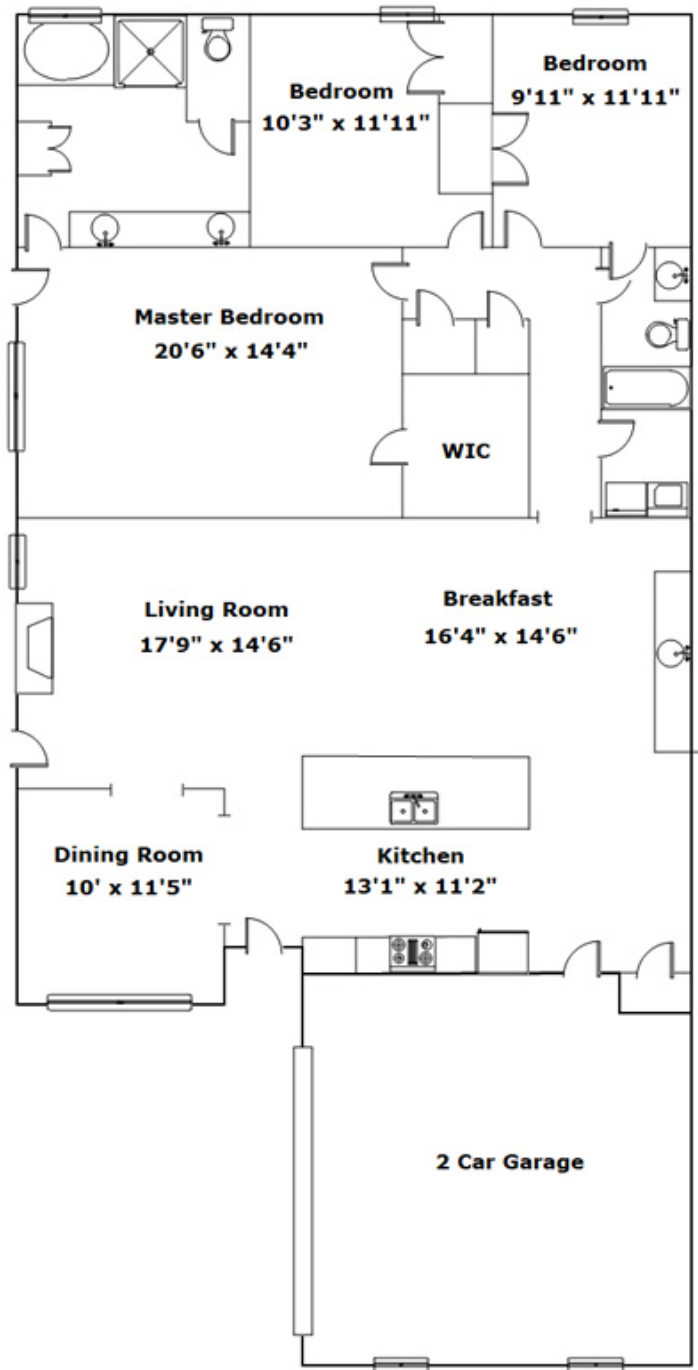 Bedroom
10'3" x 11'11"
Bedroom
9'11" x 11'11"
Master Bedroom
20'6" x 14'4"
WIC
Living Room
17'9" x 14'6"
Breakfast
16'4" x 14'6"
Dining Room
10' x 11'5"
Kitchen
13'1" x 11'2"
2 Car Garage